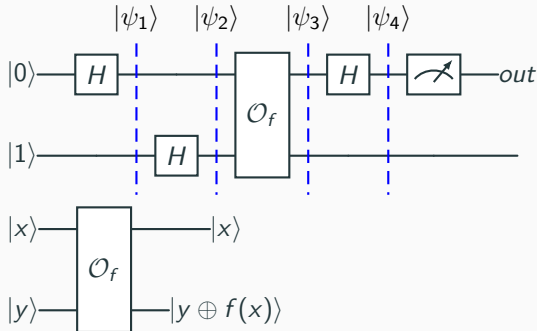 |ψ₁⟩ |ψ₂⟩ |ψ₃⟩ |ψ₄⟩
|0⟩ H H out
𝒪_f
|1⟩ H
|x⟩ |x⟩
𝒪_f
|y⟩ |y ⊕ f(x)⟩